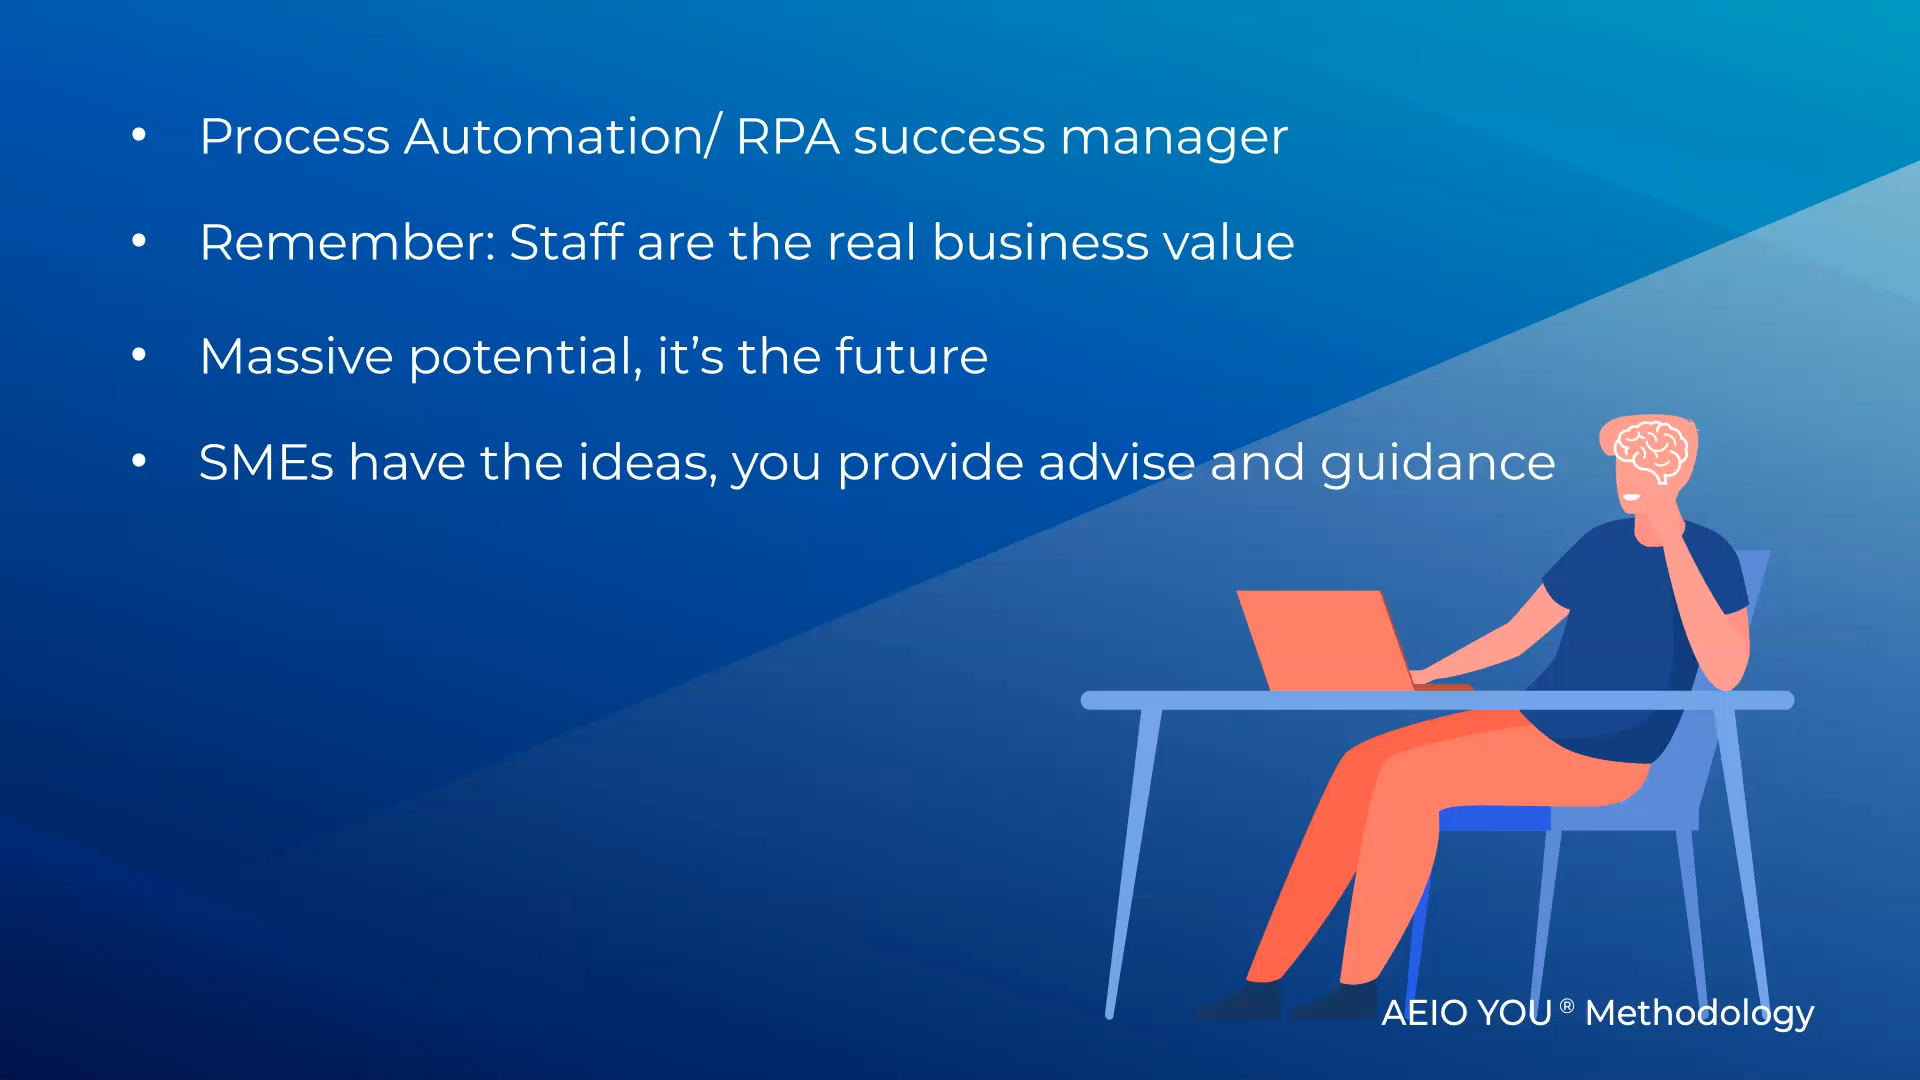 • Process Automation/ RPA success manager
• Remember: Staff are the real business value
• Massive potential, it’s the future
• SMEs have the ideas, you provide advise and guidance
AEIO YOU® Methodology